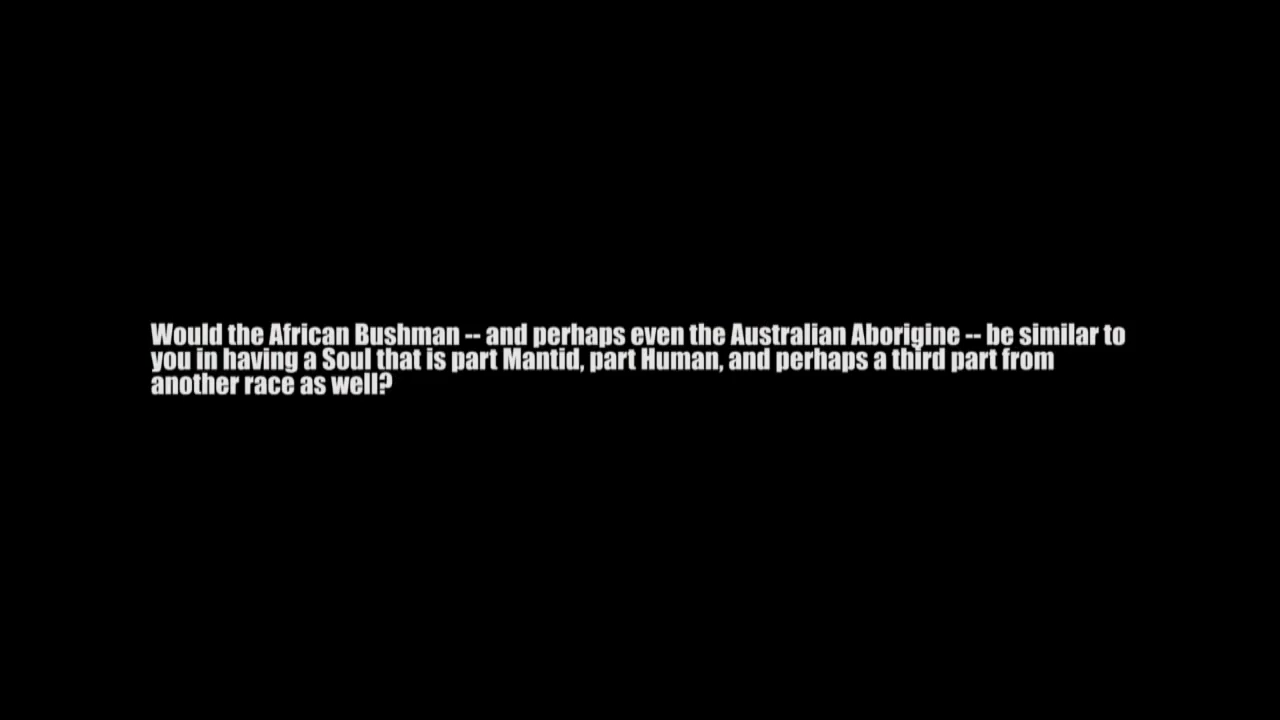 Would the African Bushman -- and perhaps even the Australian Aborigine -- be similar to
you in having a Soul that is part Mantid, part Human, and perhaps a third part from
another race as well?